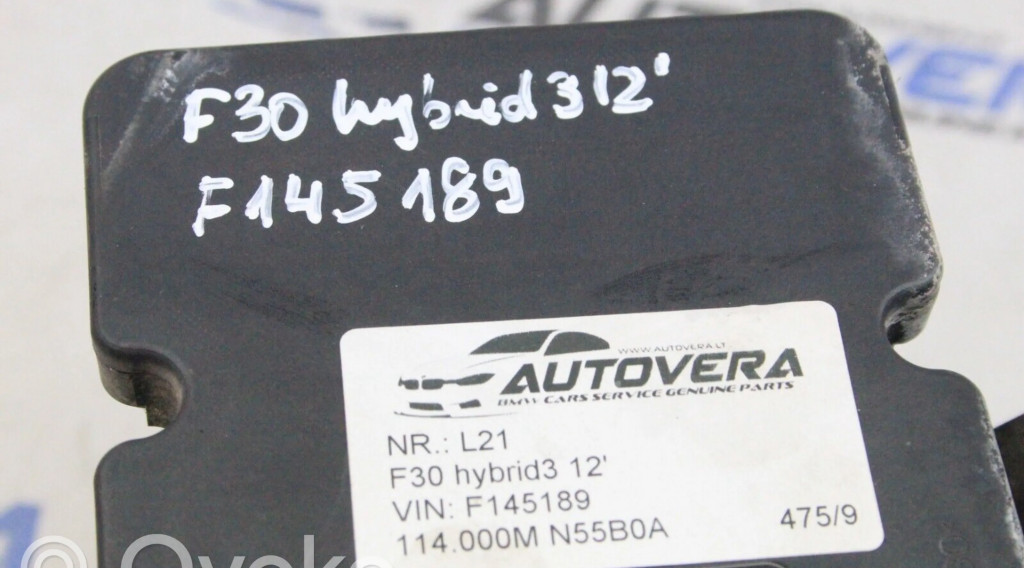 F30 hybrid3 12'
F145189
WWW.AUTOVERA.LT
AUTOVERA
BMW CARS SERVICE GENUINE PARTS
NR.: L21
F30 hybrid3 12'
VIN: F145189
114.000M N55B0A
475/9
Ovoko